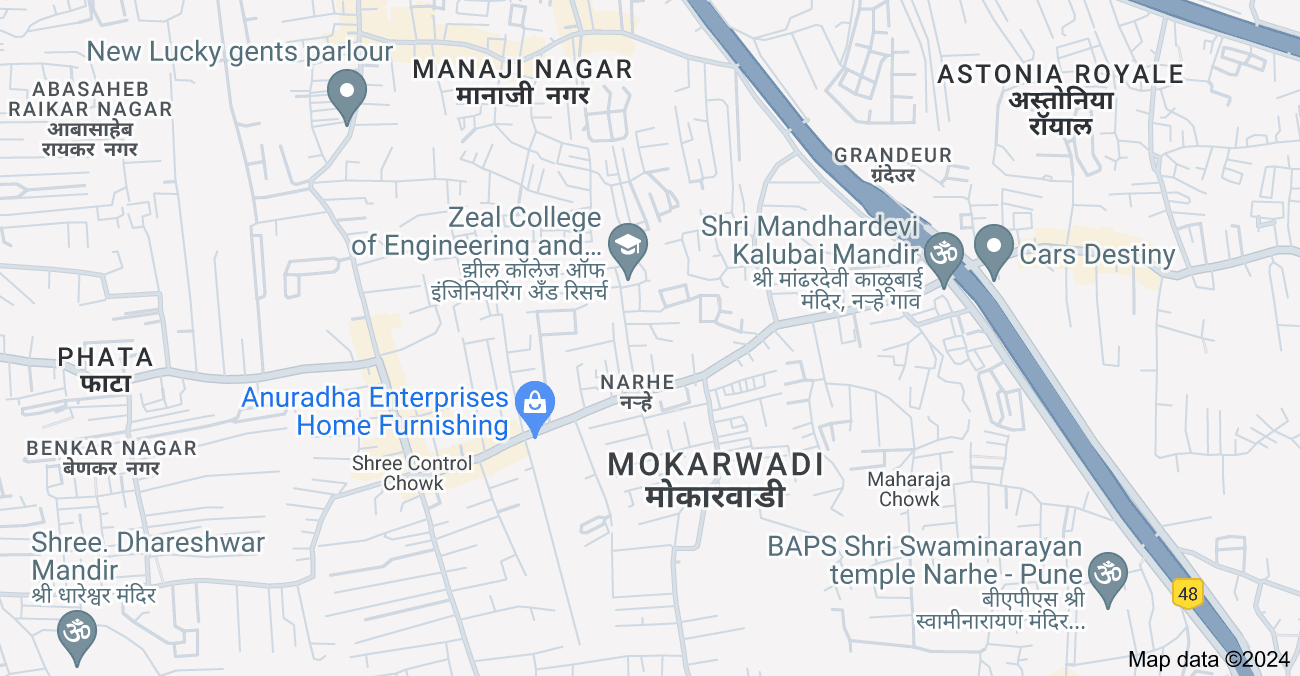 New Lucky gents parlour
MANAJI NAGAR
मानाजी नगर
ASTONIA ROYALE
अस्तोनिया
रॉयाल
ABASAHEB
RAIKAR NAGAR
आबासाहेब
रायकर नगर
GRANDEUR
ग्रंदेउर
Zeal College
of Engineering and...
झील कॉलेज ऑफ
इंजिनियरिंग अँड रिसर्च
Shri Mandhardevi
Kalubai Mandir
श्री मांढरदेवी काळूबाई
मंदिर, नऱ्हे गाव
Cars Destiny
PHATA
फाटा
NARHE
नऱ्हे
Anuradha Enterprises
Home Furnishing
BENKAR NAGAR
बेणकर नगर
Shree Control
Chowk
MOKARWADI
मोकारवाडी
Maharaja
Chowk
Shree. Dhareshwar
Mandir
श्री धारेश्वर मंदिर
BAPS Shri Swaminarayan
temple Narhe - Pune
बीएपीएस श्री
स्वामीनारायण मंदिर...
48
Map data ©2024